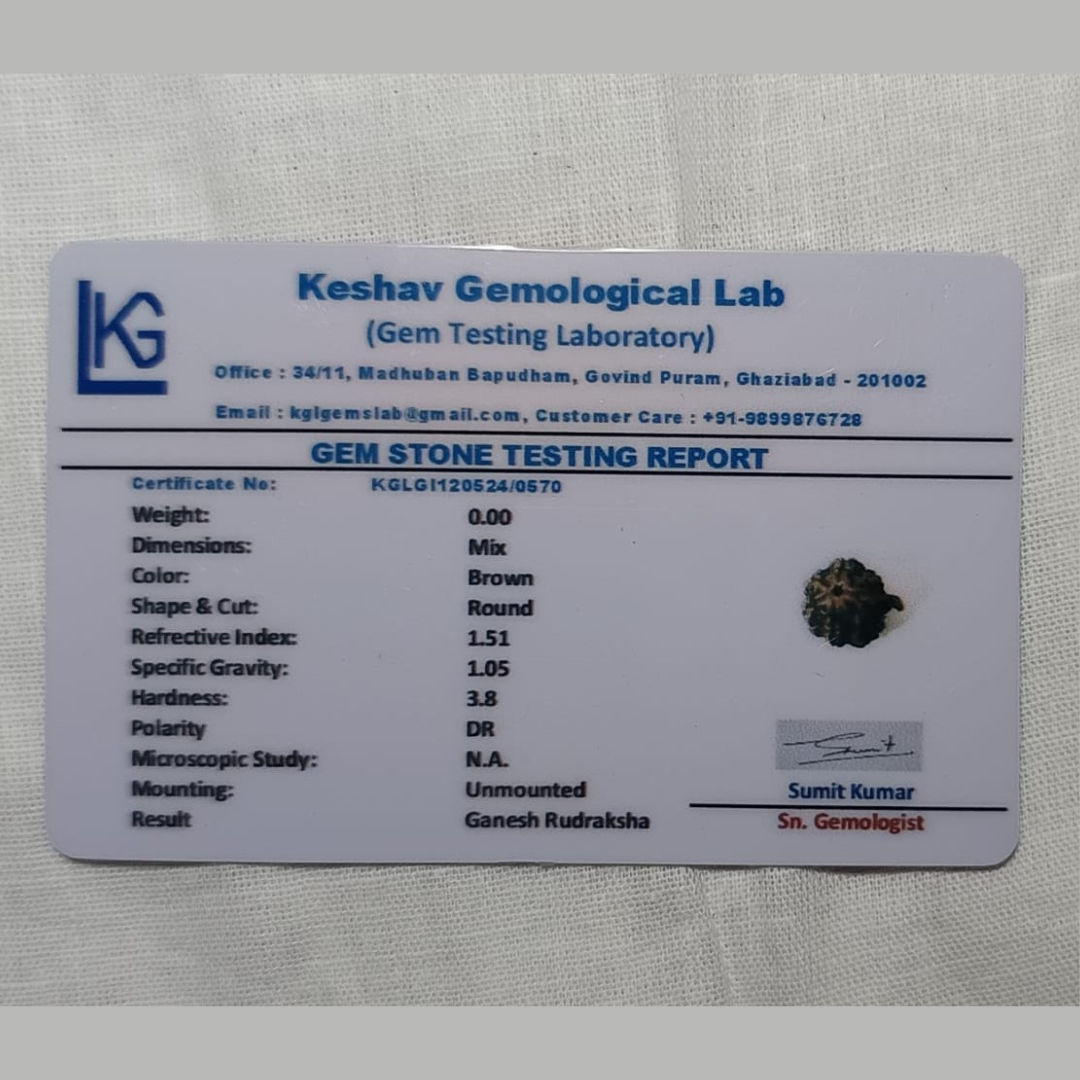 LKG
Keshav Gemological Lab
(Gem Testing Laboratory)
Office : 34/11, Madhuban Bapudham, Govind Puram, Ghaziabad - 201002
Email : kglgemslab@gmail.com, Customer Care : +91-9899876728
GEM STONE TESTING REPORT
Certificate No: KGLGI120524/0570
Weight: 0.00
Dimensions: Mix
Color: Brown
Shape & Cut: Round
Refrective Index: 1.51
Specific Gravity: 1.05
Hardness: 3.8
Polarity DR
Microscopic Study: N.A.
Mounting: Unmounted
Result Ganesh Rudraksha
Sumit
Sumit Kumar
Sn. Gemologist